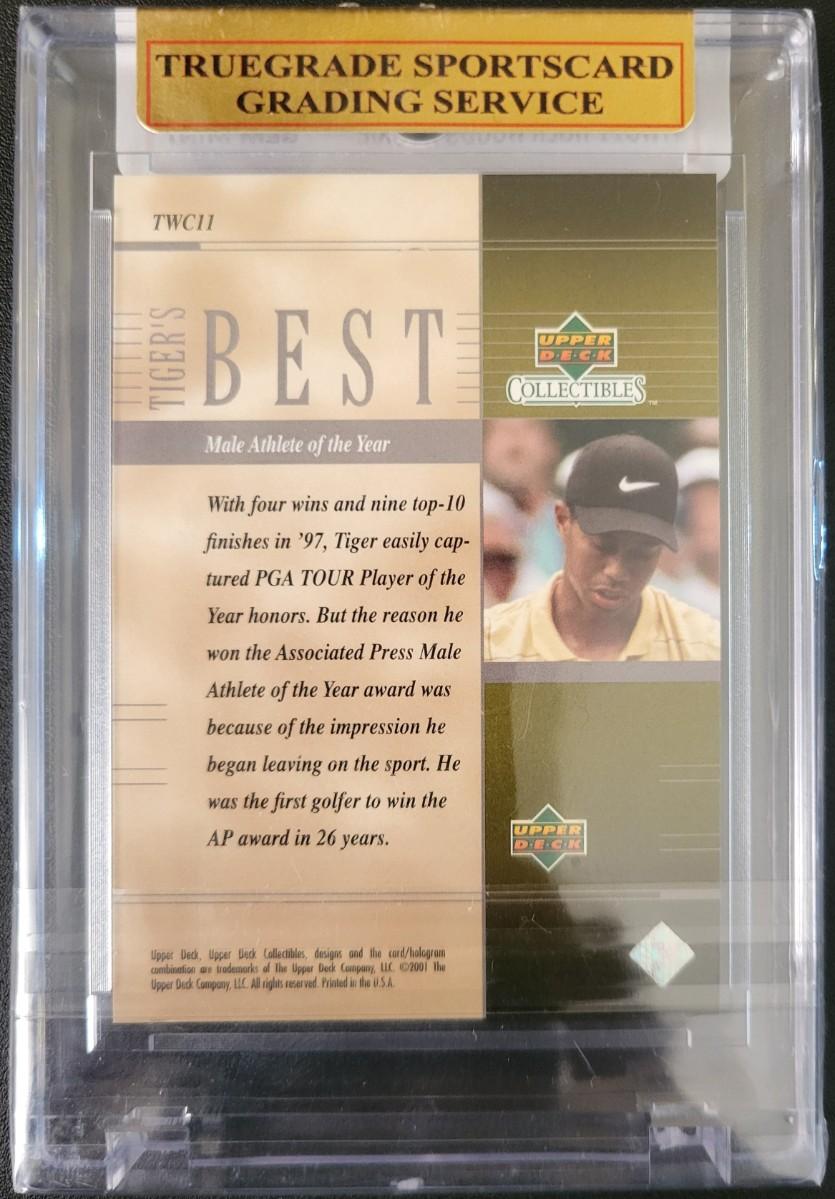 TRUEGRADE SPORTSCARD
GRADING SERVICE
TWC11
TIGER'S
BEST
UPPER
D·E·C·K
COLLECTIBLES™
Male Athlete of the Year
With four wins and nine top-10
finishes in '97, Tiger easily cap-
tured PGA TOUR Player of the
Year honors. But the reason he
won the Associated Press Male
Athlete of the Year award was
because of the impression he
began leaving on the sport. He
was the first golfer to win the
AP award in 26 years.
UPPER
D·E·C·K
Upper Deck, Upper Deck Collectibles, designs and the card/hologram
combination are trademarks of The Upper Deck Company, LLC. ©2001 The
Upper Deck Company, LLC. All rights reserved. Printed in the U.S.A.